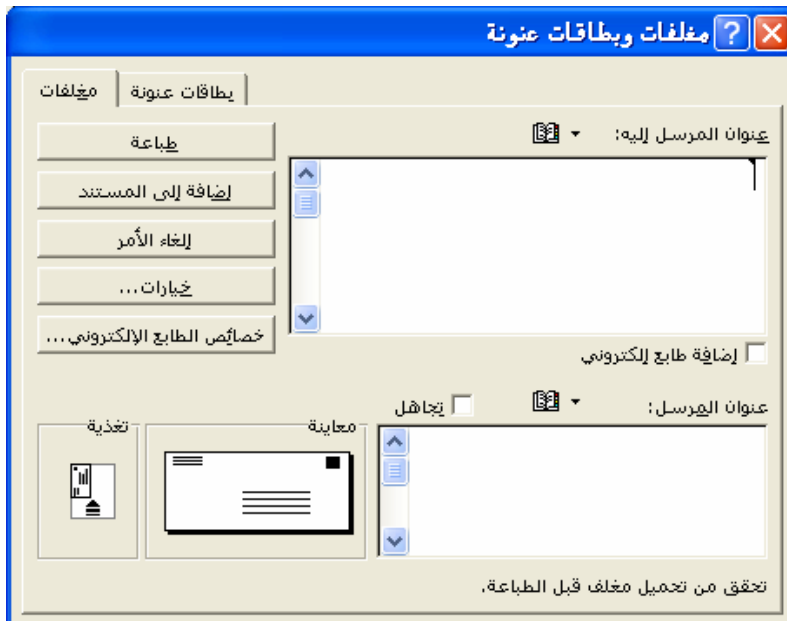 مغلفات وبطاقات عنونة
بطاقات عنونة
مغلفات
عنوان المرسل إليه:
طباعة
إضافة إلى المستند
إلغاء الأمر
خيارات...
خصائص الطابع الإلكتروني...
إضافة طابع إلكتروني
عنوان المرسل:
تجاهل
معاينة
تغذية
تحقق من تحميل مغلف قبل الطباعة.